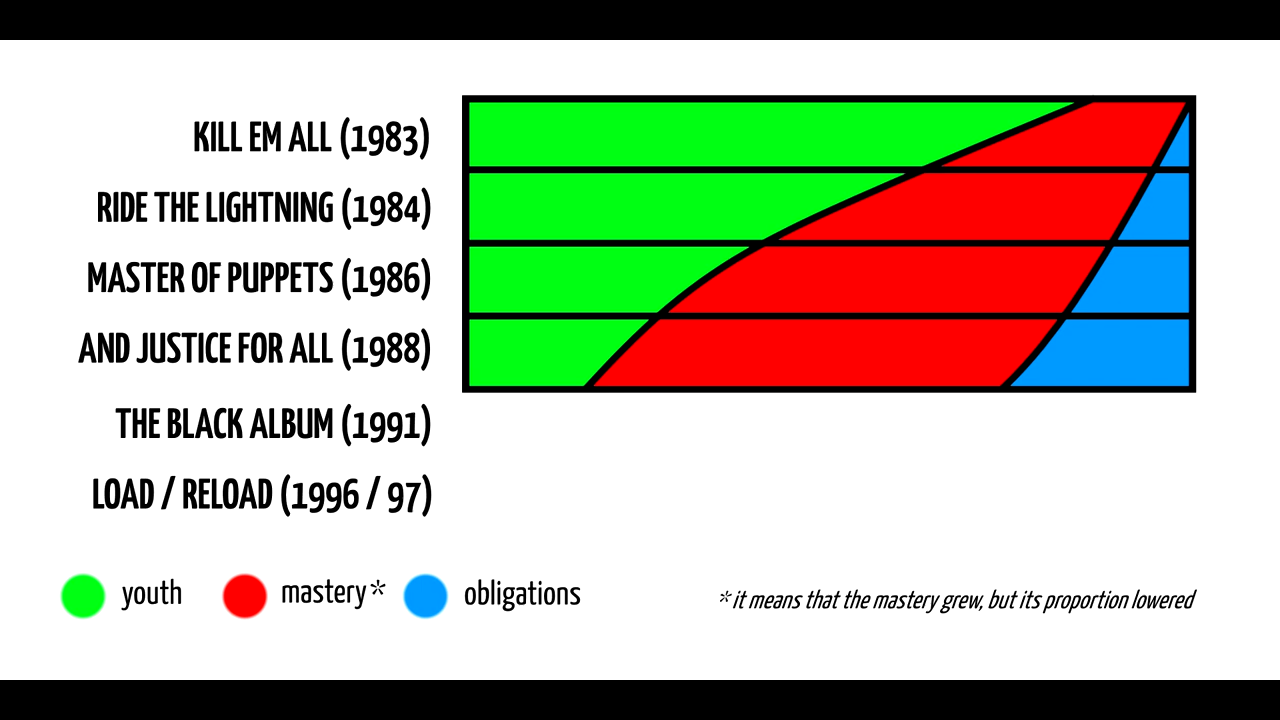 KILL EM ALL (1983)
RIDE THE LIGHTNING (1984)
MASTER OF PUPPETS (1986)
AND JUSTICE FOR ALL (1988)
THE BLACK ALBUM (1991)
LOAD / RELOAD (1996 / 97)
youth mastery* obligations
*it means that the mastery grew, but its proportion lowered